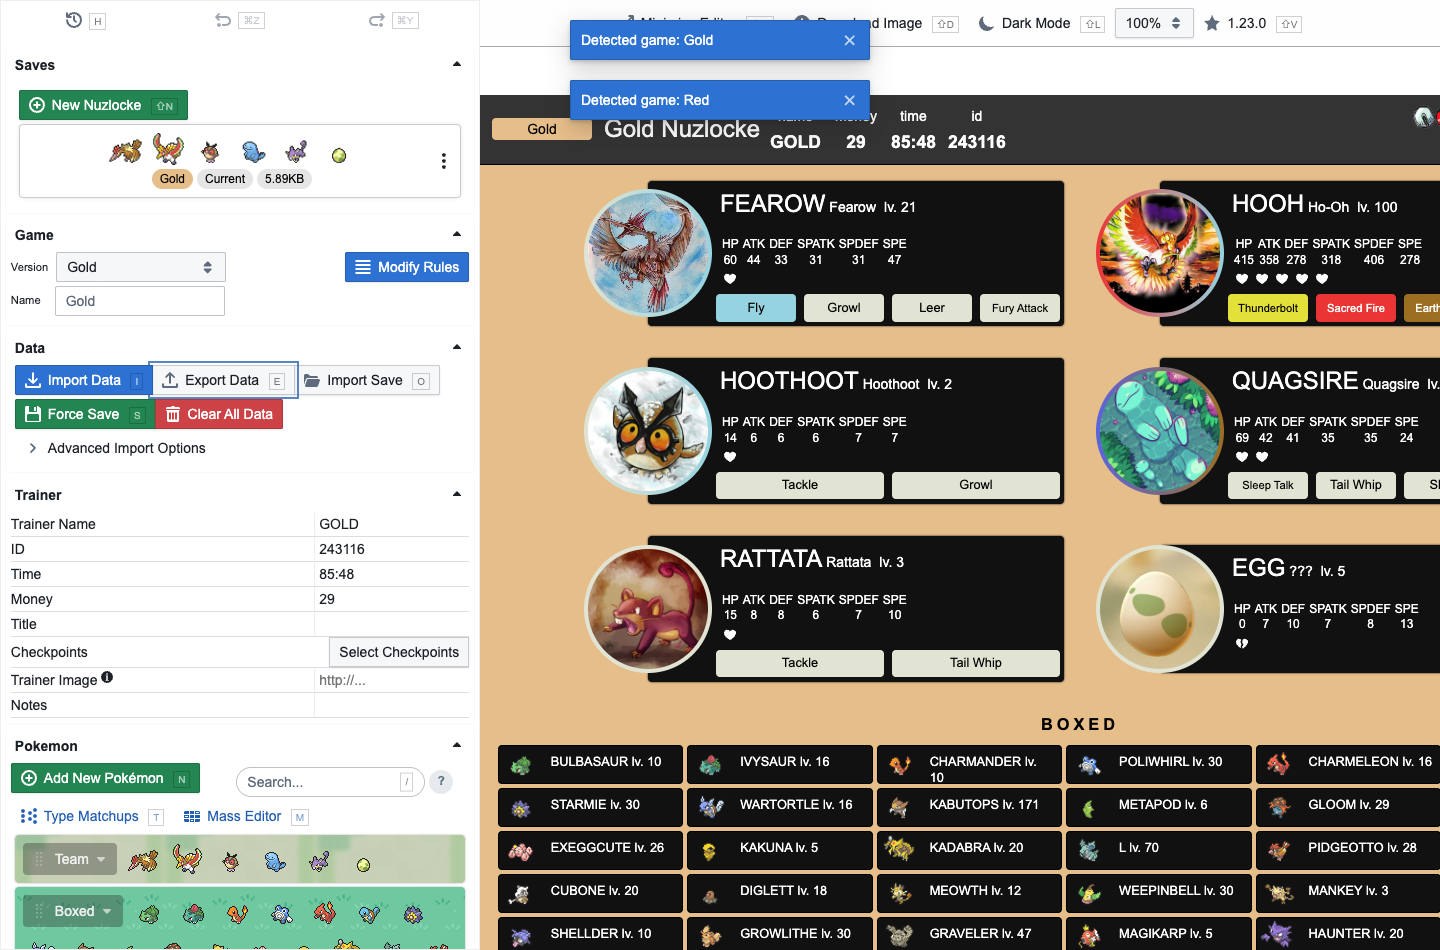 H
⌘Z
⌘Y
Download Image ⇧D
Dark Mode ⇧L
100%
1.23.0 ⇧V
Detected game: Gold
Detected game: Red
Saves
New Nuzlocke ⇧N
Gold Current 5.89KB
Game
Version Gold
Modify Rules
Name Gold
Data
Import Data I
Export Data E
Import Save O
Force Save S
Clear All Data
Advanced Import Options
Trainer
Trainer Name GOLD
ID 243116
Time 85:48
Money 29
Title
Checkpoints Select Checkpoints
Trainer Image http://...
Notes
Pokemon
Add New Pokémon N
Search... /
?
Type Matchups T
Mass Editor M
Team
Boxed
Gold
Gold Nuzlocke
name money time id
GOLD 29 85:48 243116
FEAROW Fearow lv. 21
HP ATK DEF SPATK SPDEF SPE
60 44 33 31 31 47
Fly Growl Leer Fury Attack
HOOH Ho-Oh lv. 100
HP ATK DEF SPATK SPDEF SPE
415 358 278 318 406 278
Thunderbolt Sacred Fire Earth
HOOTHOOT Hoothoot lv. 2
HP ATK DEF SPATK SPDEF SPE
14 6 6 6 7 7
Tackle Growl
QUAGSIRE Quagsire lv.
HP ATK DEF SPATK SPDEF SPE
69 42 41 35 35 24
Sleep Talk Tail Whip Sl
RATTATA Rattata lv. 3
HP ATK DEF SPATK SPDEF SPE
15 8 8 6 7 10
Tackle Tail Whip
EGG ??? lv. 5
HP ATK DEF SPATK SPDEF SPE
0 7 10 7 8 13
BOXED
BULBASAUR lv. 10
IVYSAUR lv. 16
CHARMANDER lv.
10
POLIWHIRL lv. 30
CHARMELEON lv. 16
STARMIE lv. 30
WARTORTLE lv. 16
KABUTOPS lv. 171
METAPOD lv. 6
GLOOM lv. 29
EXEGGCUTE lv. 26
KAKUNA lv. 5
KADABRA lv. 20
L lv. 70
PIDGEOTTO lv. 28
CUBONE lv. 20
DIGLETT lv. 18
MEOWTH lv. 12
WEEPINBELL lv. 30
MANKEY lv. 3
SHELLDER lv. 10
GROWLITHE lv. 30
GRAVELER lv. 47
MAGIKARP lv. 5
HAUNTER lv. 20